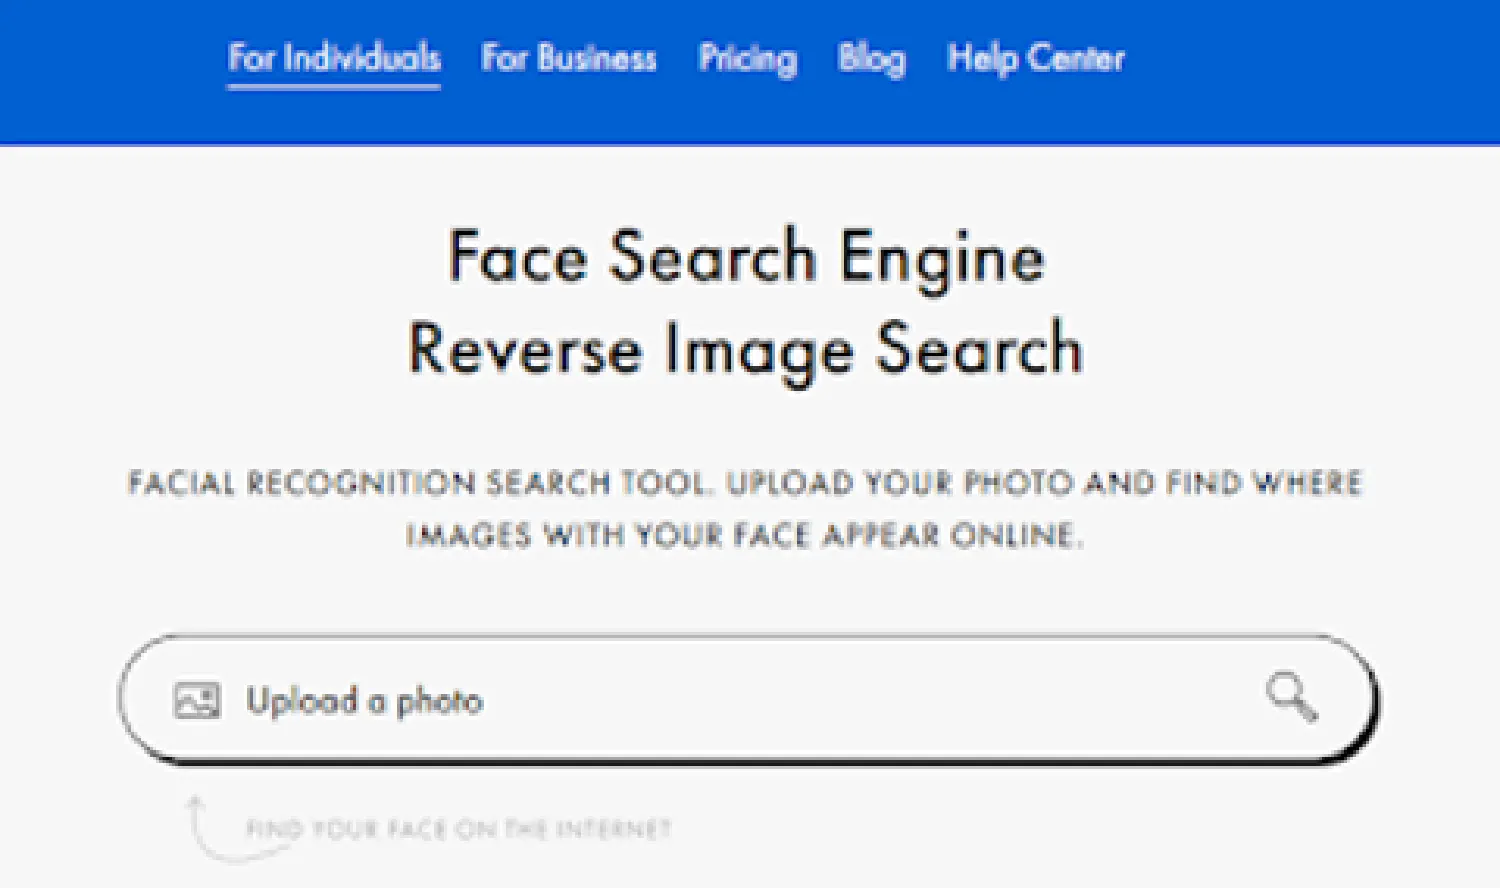 For Individuals For Business Pricing Blog Help Center
Face Search Engine
Reverse Image Search
FACIAL RECOGNITION SEARCH TOOL. UPLOAD YOUR PHOTO AND FIND WHERE
IMAGES WITH YOUR FACE APPEAR ONLINE.
Upload a photo
FIND YOUR FACE ON THE INTERNET